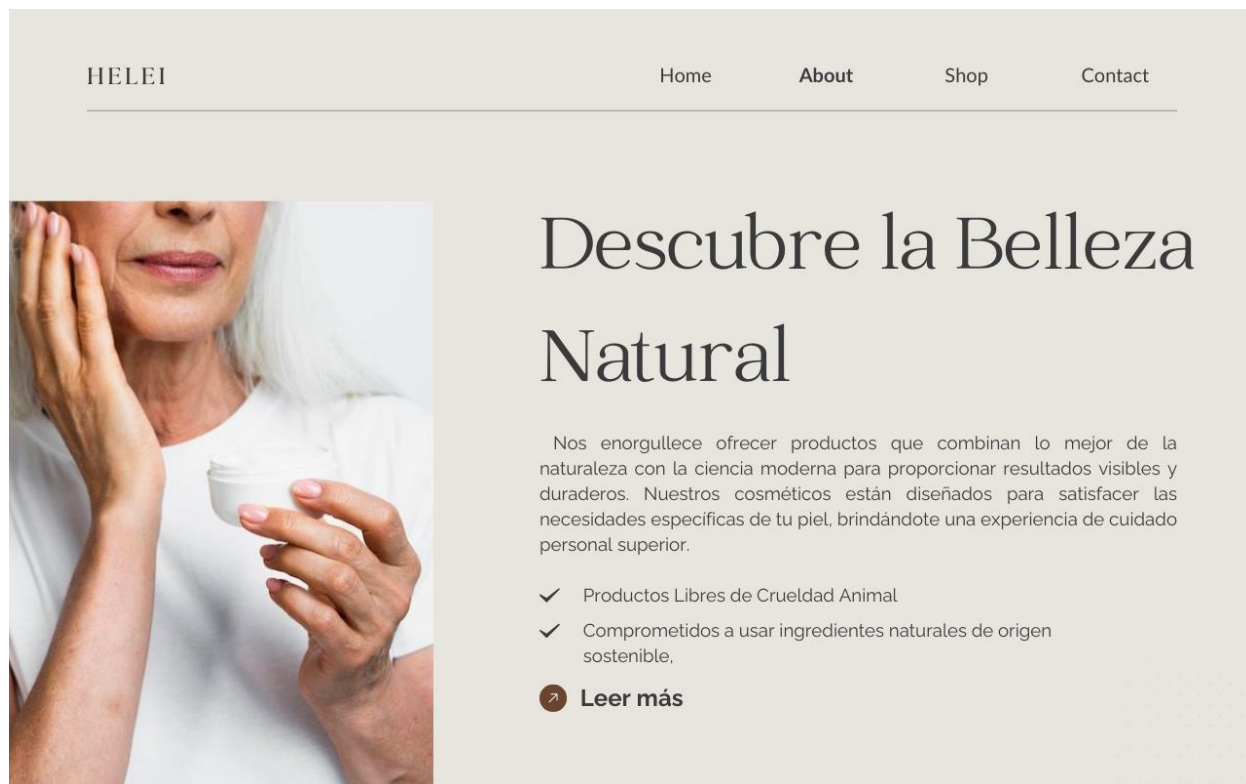 HELEI
Home
About
Shop
Contact
Descubre la Belleza
Natural
Nos enorgullece ofrecer productos que combinan lo mejor de la
naturaleza con la ciencia moderna para proporcionar resultados visibles y
duraderos. Nuestros cosméticos están diseñados para satisfacer las
necesidades específicas de tu piel, brindándote una experiencia de cuidado
personal superior.
Productos Libres de Crueldad Animal
Comprometidos a usar ingredientes naturales de origen
sostenible,
Leer más